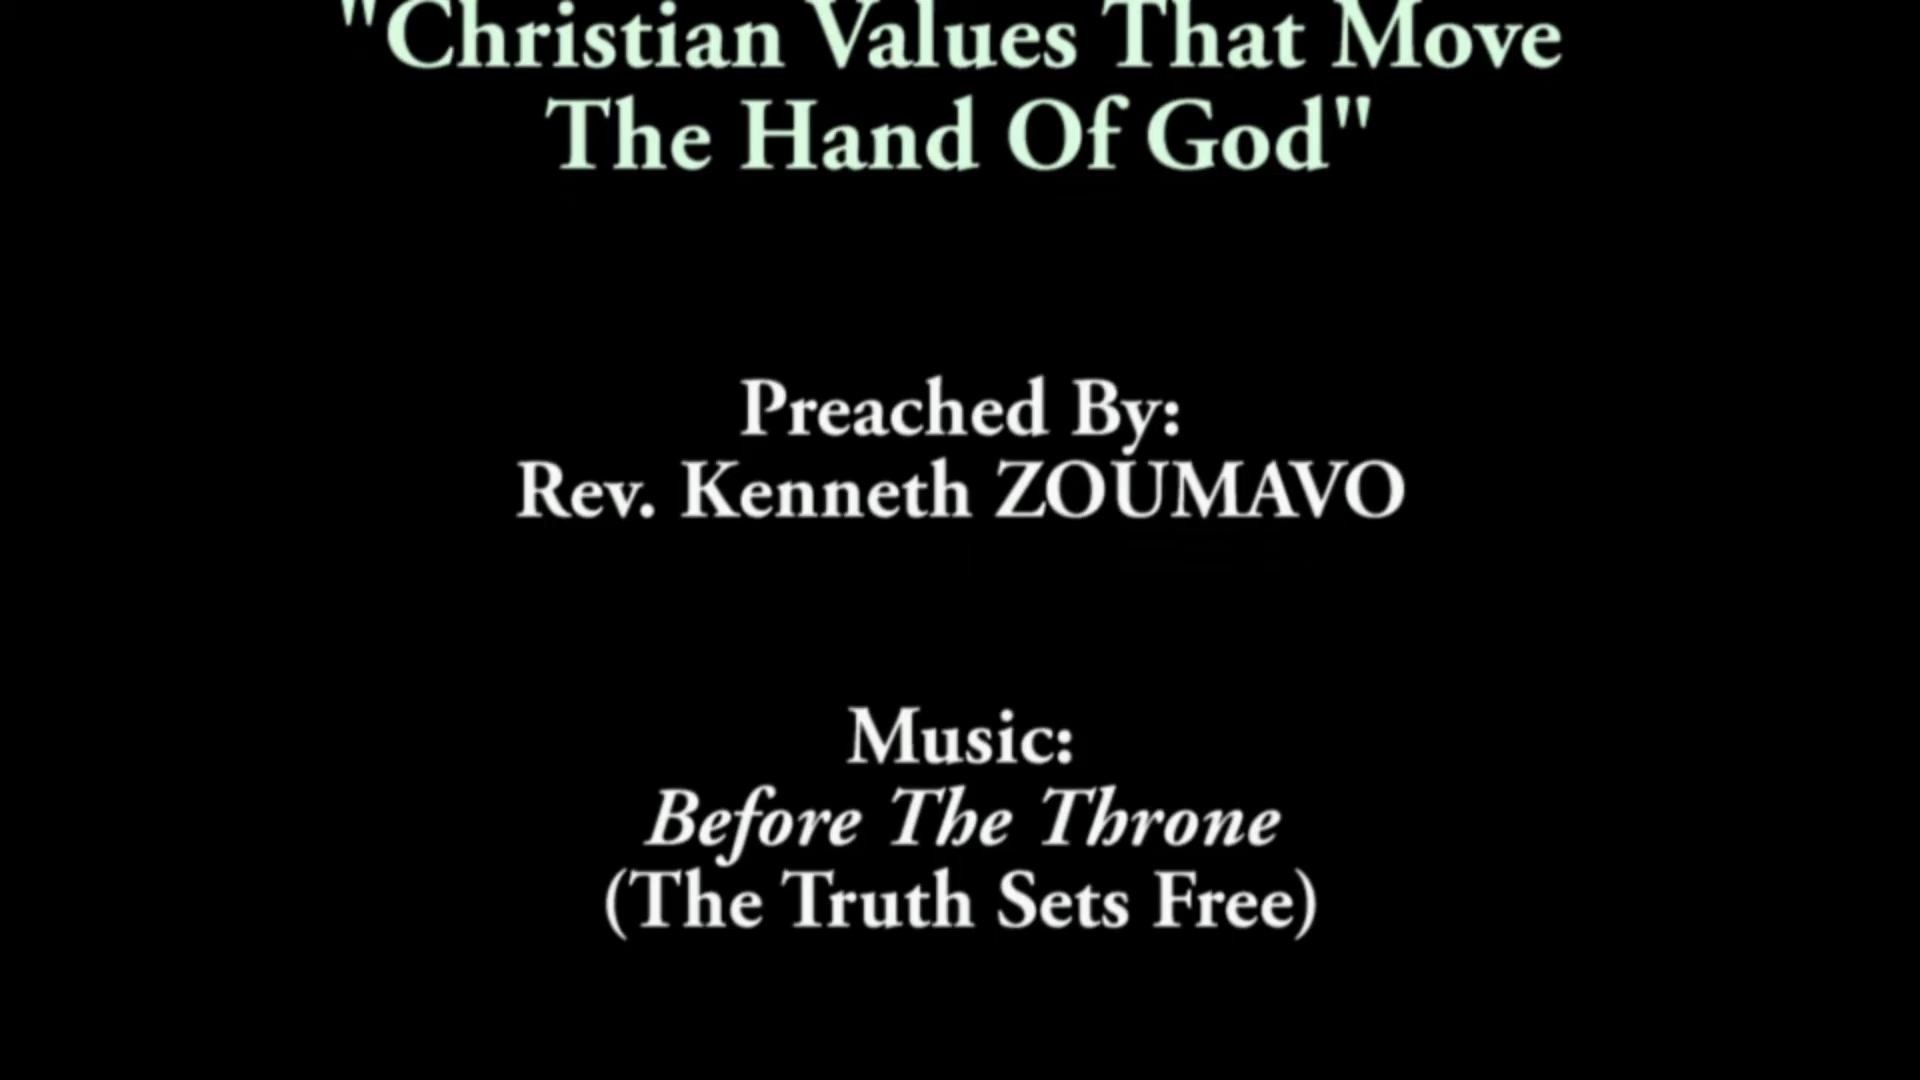 "Christian Values That Move
The Hand Of God"
Preached By:
Rev. Kenneth ZOUMAVO
Music:
Before The Throne
(The Truth Sets Free)